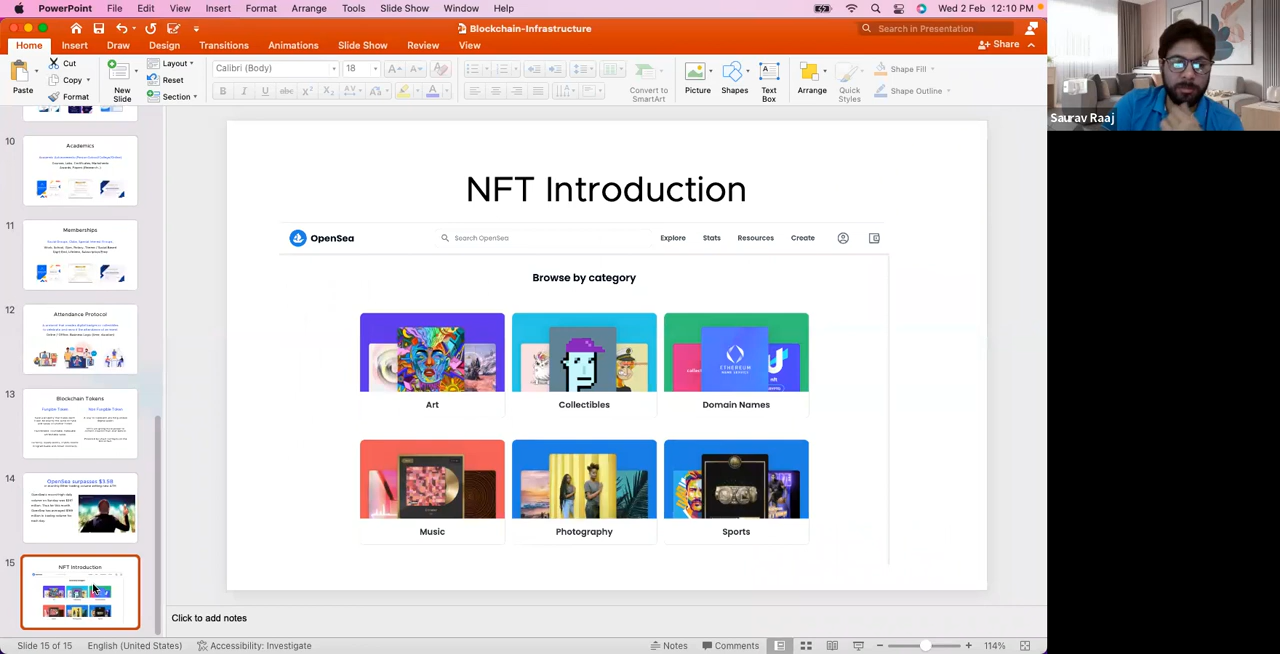 PowerPoint File Edit View Insert Format Arrange Tools Slide Show Window Help Wed 2 Feb 12:10 PM
Blockchain-Infrastructure
Search in Presentation
Home Insert Draw Design Transitions Animations Slide Show Review View
Share
Paste
Cut
Copy
Format
New Slide
Layout
Reset
Section
Calibri (Body) 18
Convert to SmartArt
Picture
Shapes
Text Box
Arrange
Quick Styles
Shape Fill
Shape Outline
Saurav Raaj
10
Academics
11
Memberships
12
Attendance Protocol
13
Blockchain Tokens
14
OpenSea surpasses $3.5B
15
NFT Introduction
NFT Introduction
OpenSea
Search OpenSea
Explore Stats Resources Create
Browse by category
Art Collectibles Domain Names
ETHEREUM
Music Photography Sports
Click to add notes
Slide 15 of 15 English (United States) Accessibility: Investigate Notes Comments 114%